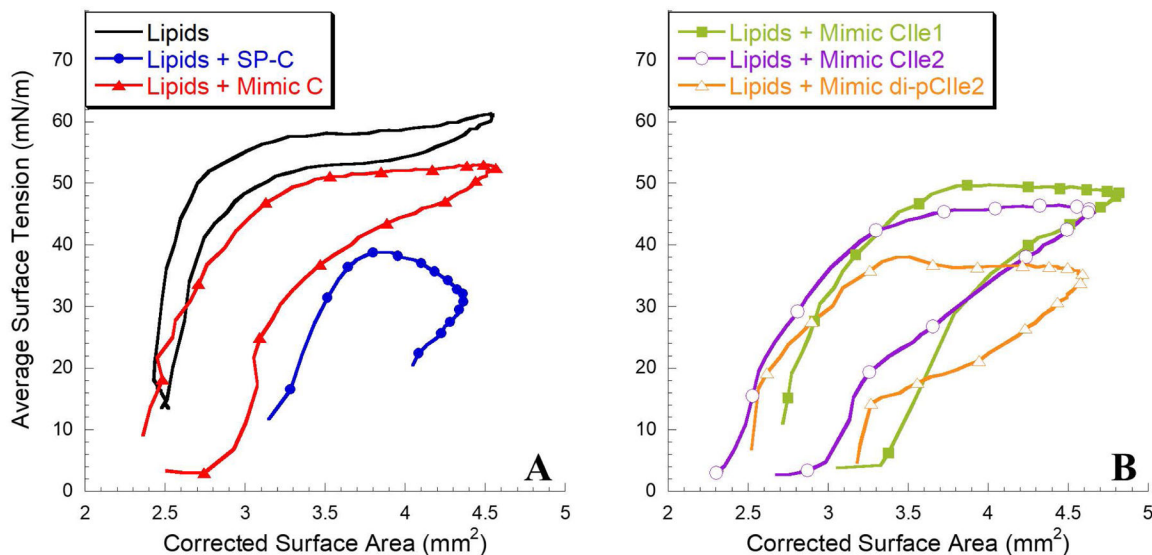 Lipids
Lipids + SP-C
Lipids + Mimic C
Average Surface Tension (mN/m)
70
60
50
40
30
20
10
0
2
2.5
3
3.5
4
4.5
5
Corrected Surface Area (mm²)
A
Lipids + Mimic CIle1
Lipids + Mimic CIle2
Lipids + Mimic di-pCIle2
70
60
50
40
30
20
10
0
2
2.5
3
3.5
4
4.5
5
Corrected Surface Area (mm²)
B